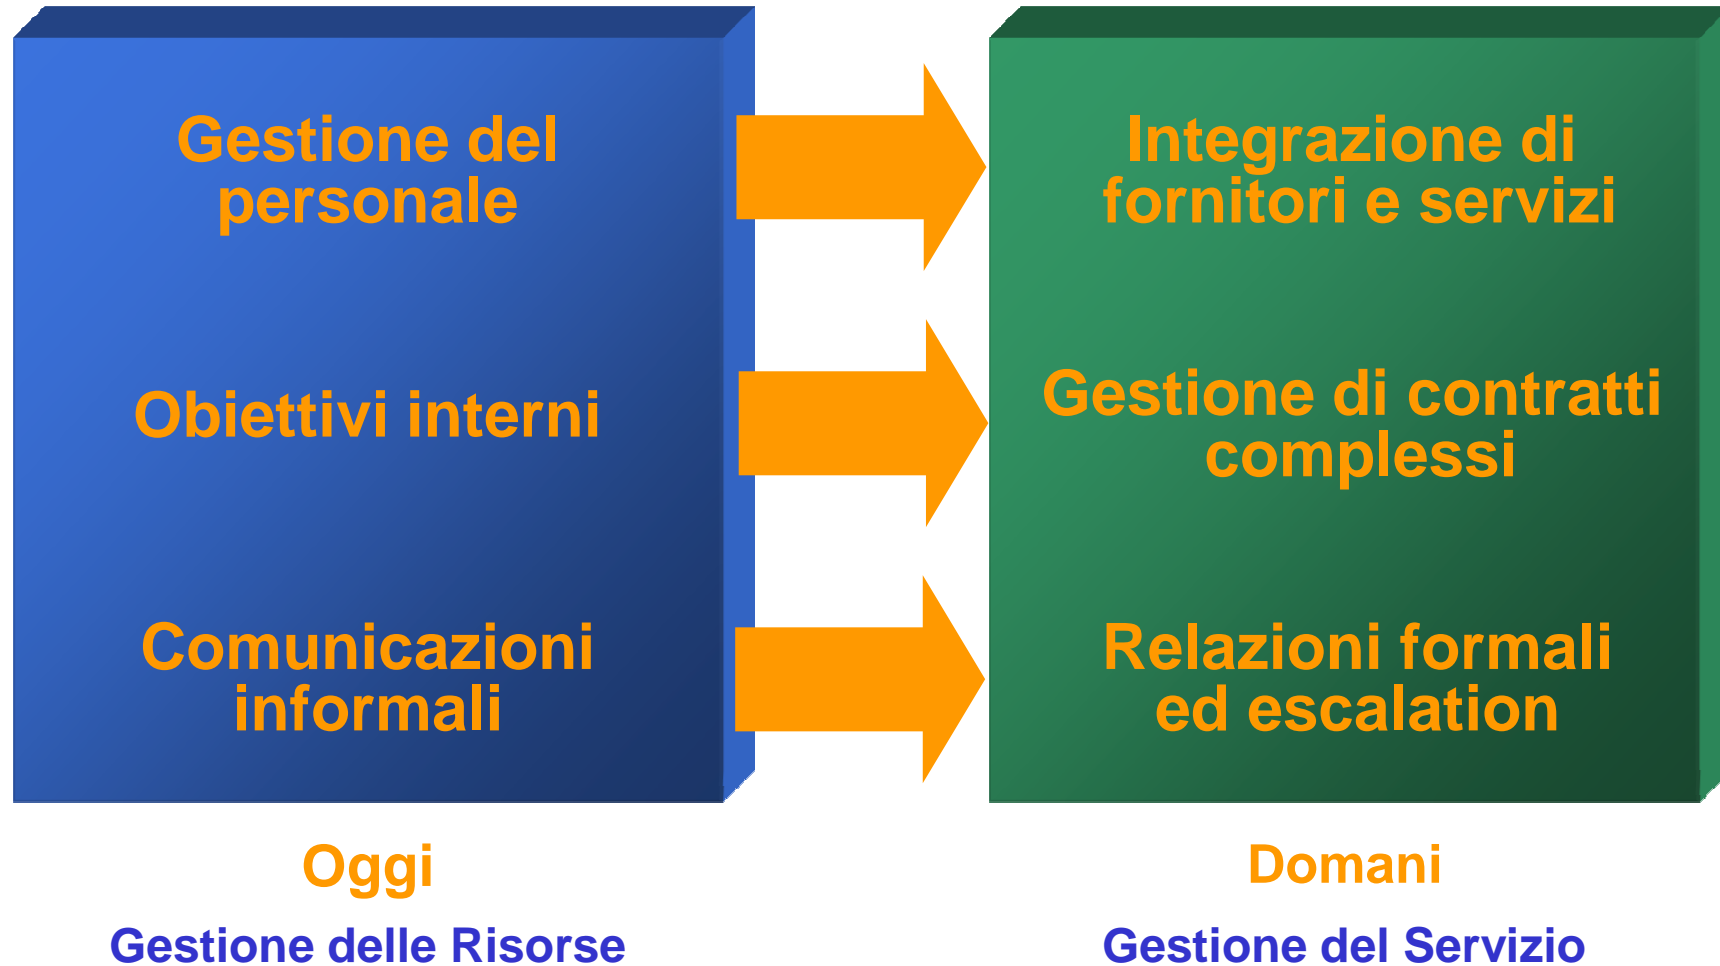 Gestione del
personale
Integrazione di
fornitori e servizi
Obiettivi interni
Gestione di contratti
complessi
Comunicazioni
informali
Relazioni formali
ed escalation
Oggi
Domani
Gestione delle Risorse
Gestione del Servizio